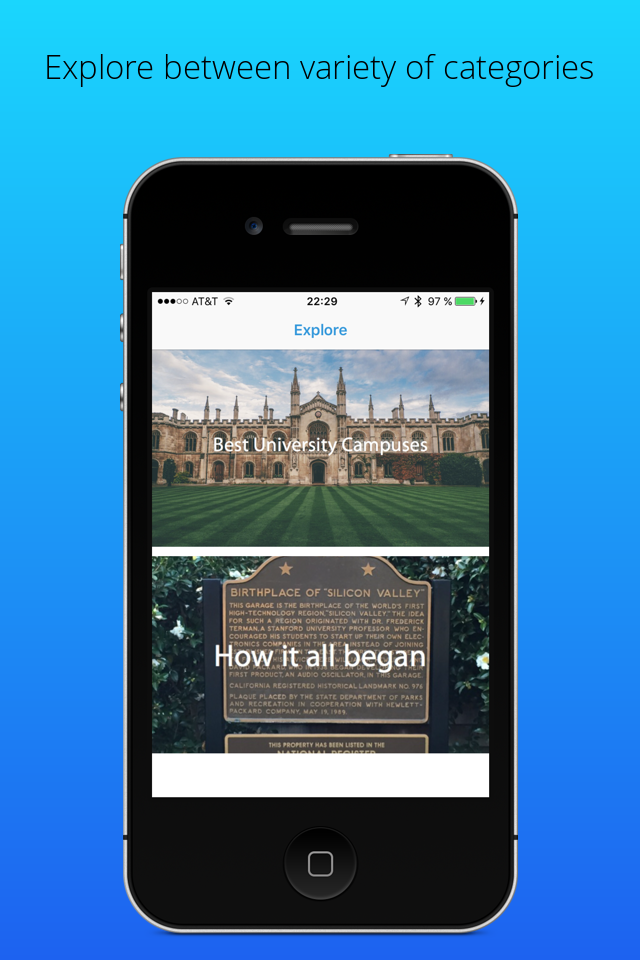 Explore between variety of categories
AT&T
22:29
97 %
Explore
Best University Campuses
BIRTHPLACE OF "SILICON VALLEY"
THIS GARAGE IS THE BIRTHPLACE OF THE WORLD'S FIRST
HIGH-TECHNOLOGY REGION, "SILICON VALLEY." THE IDEA
FOR SUCH A REGION ORIGINATED WITH DR. FREDERICK
TERMAN, A STANFORD UNIVERSITY PROFESSOR WHO EN-
COURAGED HIS STUDENTS TO START UP THEIR OWN ELEC-
TRONICS COMPANIES IN THE AREA INSTEAD OF JOINING
How it all began
FIRST PRODUCT, AN AUDIO OSCILLATOR, IN THIS GARAGE.
CALIFORNIA REGISTERED HISTORICAL LANDMARK NO. 976
PLAQUE PLACED BY THE STATE DEPARTMENT OF PARKS
AND RECREATION IN COOPERATION WITH HEWLETT-
PACKARD COMPANY, MAY 19, 1989.
THIS PROPERTY HAS BEEN LISTED IN THE
NATIONAL REGISTER